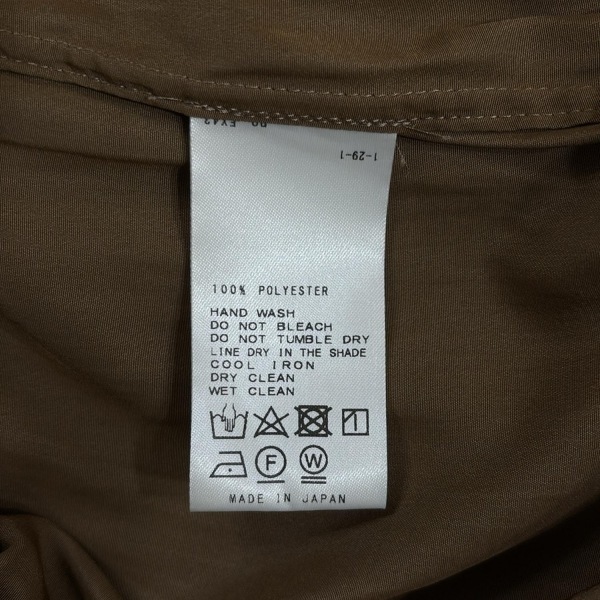 1-29-1
100% POLYESTER
HAND WASH
DO NOT BLEACH
DO NOT TUMBLE DRY
LINE DRY IN THE SHADE
COOL IRON
DRY CLEAN
WET CLEAN
F W
MADE IN JAPAN